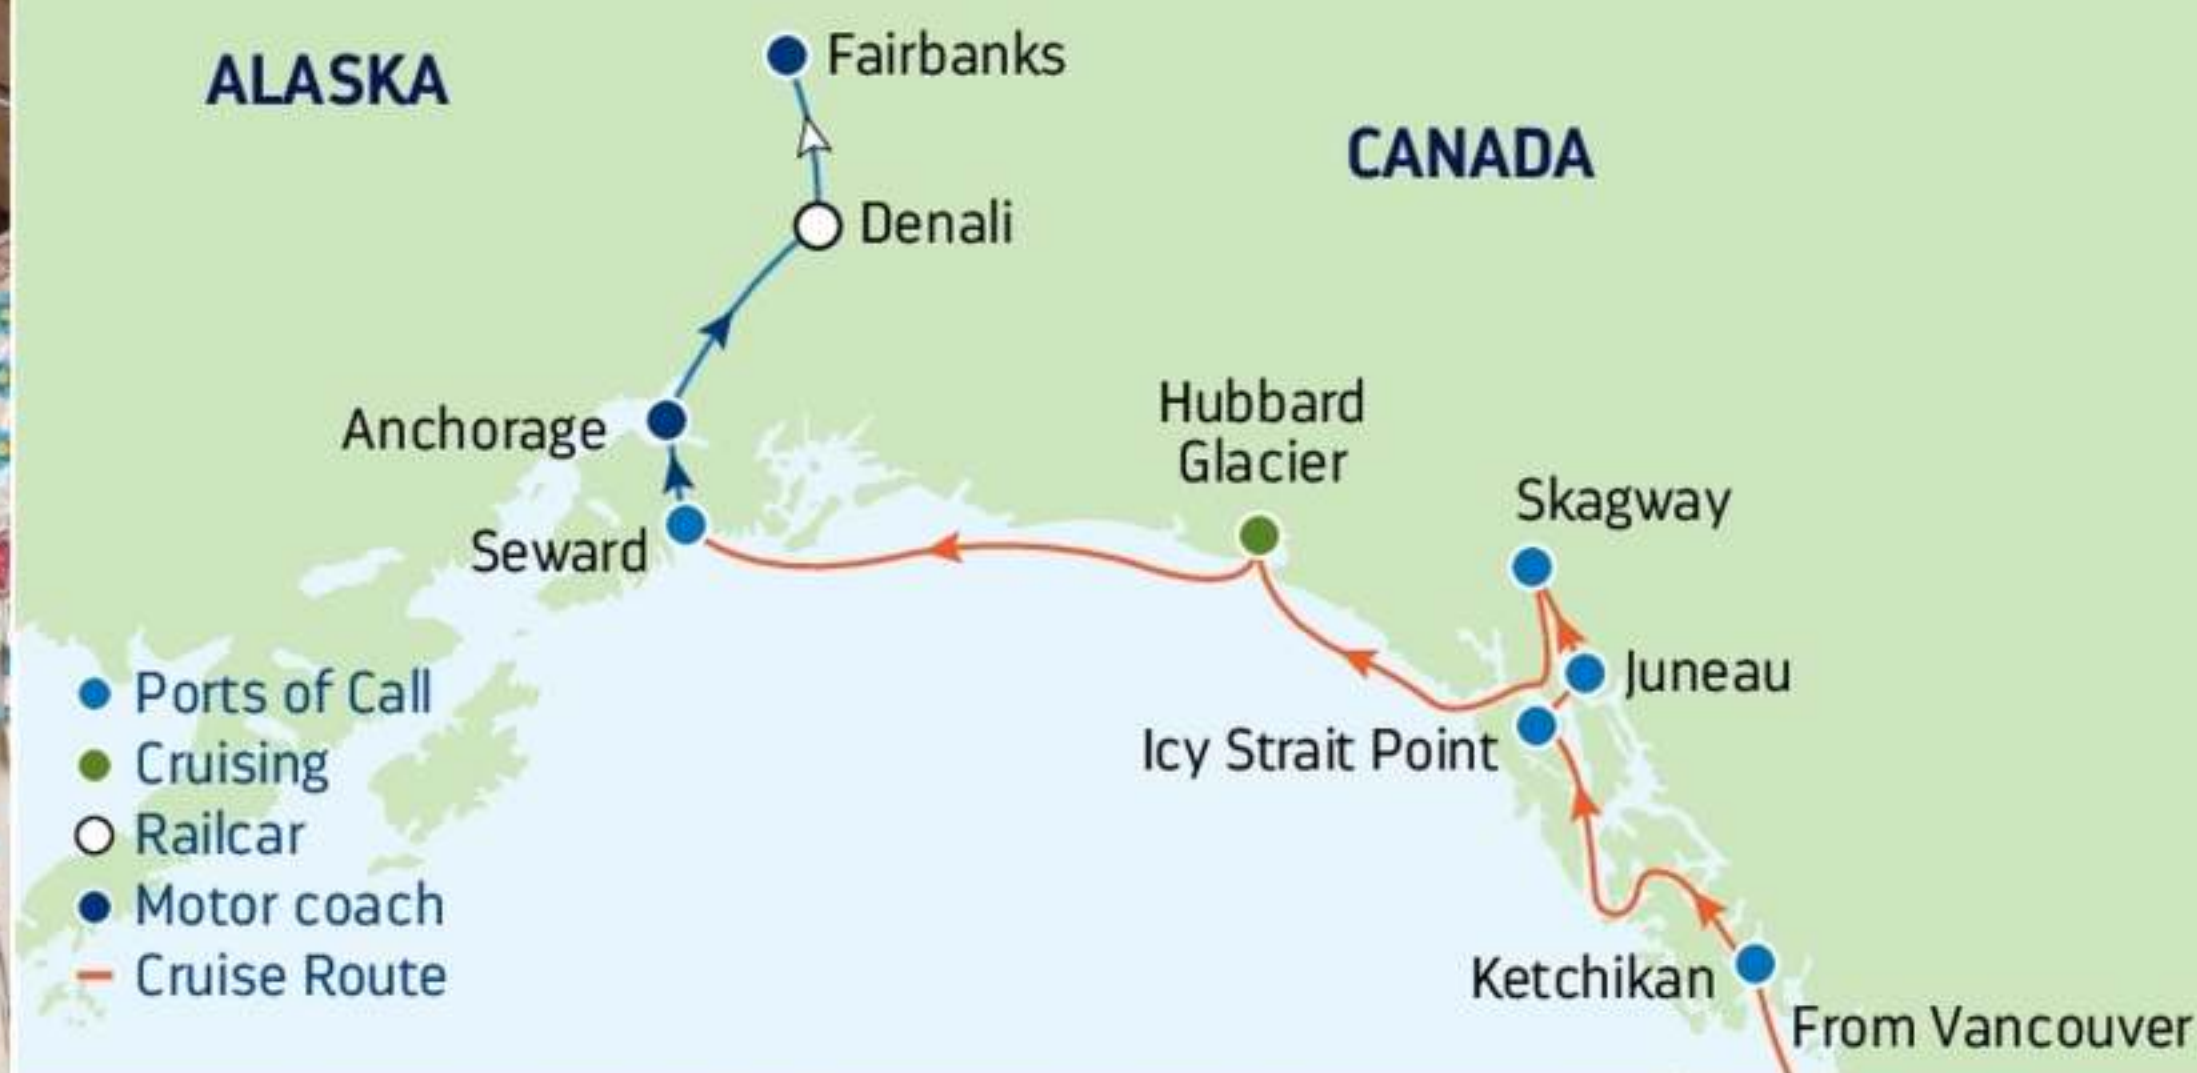 ALASKA
Fairbanks
CANADA
Denali
Anchorage
Hubbard
Glacier
Skagway
Seward
Juneau
Icy Strait Point
Ketchikan
From Vancouver
Ports of Call
Cruising
Railcar
Motor coach
Cruise Route